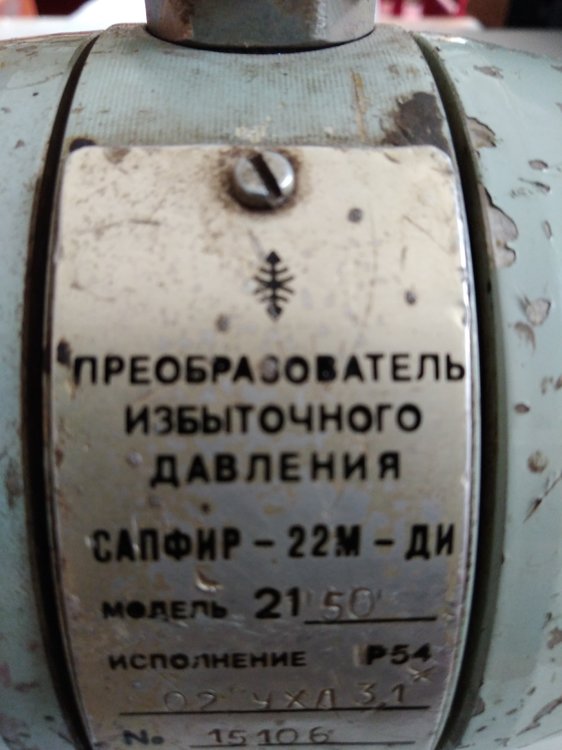 ПРЕОБРАЗОВАТЕЛЬ
ИЗБЫТОЧНОГО
ДАВЛЕНИЯ
САПФИР-22М-ДИ
МОДЕЛЬ 2150
ИСПОЛНЕНИЕ Р54
02 УХЛ 3,1*
№ 15106